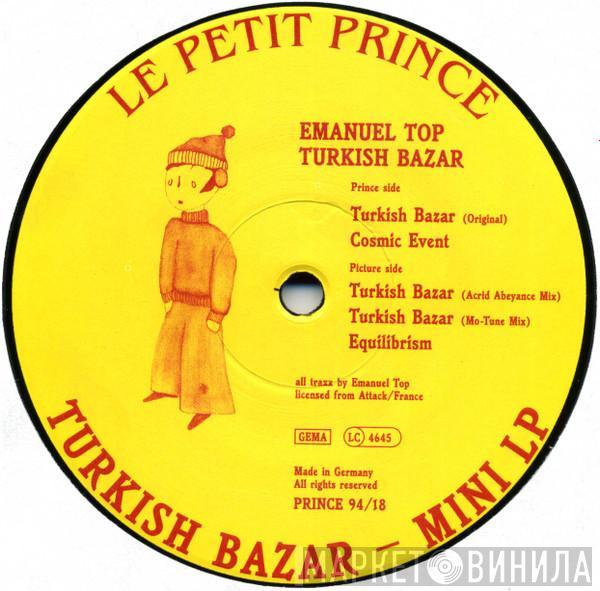 LE PETIT PRINCE
EMANUEL TOP
TURKISH BAZAR
Prince side
Turkish Bazar (Original)
Cosmic Event
Picture side
Turkish Bazar (Acrid Abeyance Mix)
Turkish Bazar (Mo-Tune Mix)
Equilibrism
all traxx by Emanuel Top
licensed from Attack/France
GEMA LC 4645
Made in Germany
All rights reserved
PRINCE 94/18
TURKISH BAZAR – MINI LP
МАРКЕТ ВИНИЛА